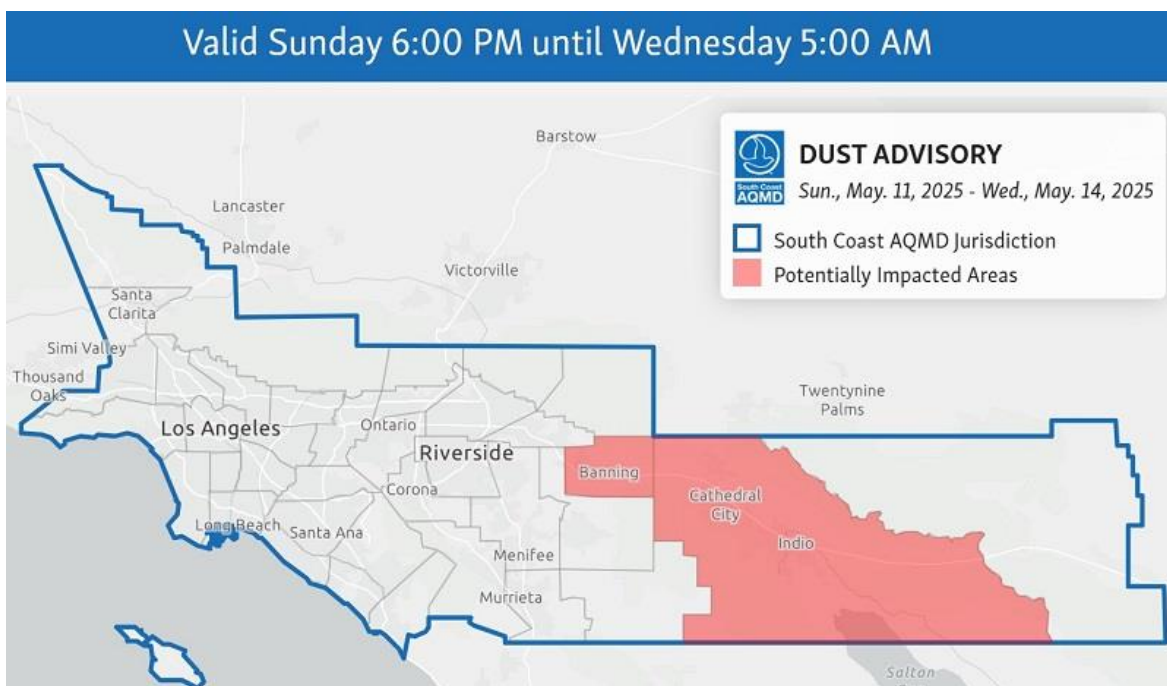 Valid Sunday 6:00 PM until Wednesday 5:00 AM
DUST ADVISORY
South Coast
AQMD
Sun., May. 11, 2025 - Wed., May. 14, 2025
South Coast AQMD Jurisdiction
Potentially Impacted Areas
Barstow
Lancaster
Palmdale
Victorville
Santa
Clarita
Simi Valley
Thousand
Oaks
Twentynine
Palms
Los Angeles
Ontario
Riverside
Banning
Corona
Cathedral
City
Long Beach
Santa Ana
Indio
Menifee
Murrieta
Salton